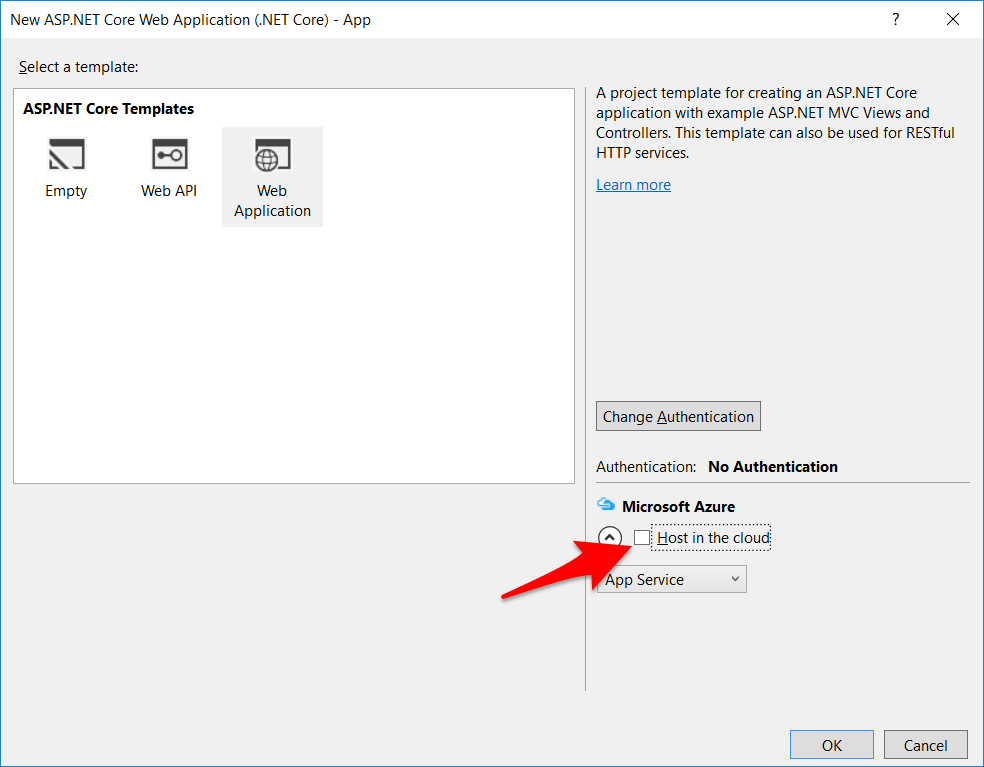 New ASP.NET Core Web Application (.NET Core) - App
?
Select a template:
ASP.NET Core Templates
Empty
Web API
Web
Application
A project template for creating an ASP.NET Core
application with example ASP.NET MVC Views and
Controllers. This template can also be used for RESTful
HTTP services.
Learn more
Change Authentication
Authentication: No Authentication
Microsoft Azure
Host in the cloud
App Service
OK
Cancel